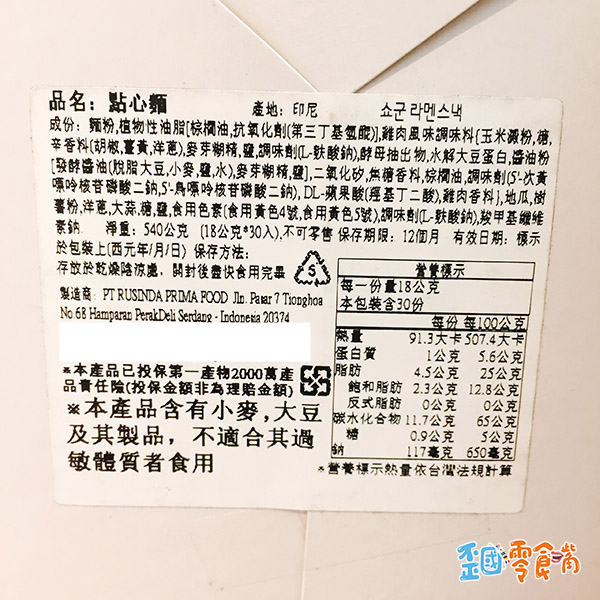 品名: 點心麵 產地: 印尼 쇼군 라멘스낵
成份: 麵粉,植物性油脂[棕櫚油,抗氧化劑(第三丁基氫醌)],雞肉風味調味料{玉米澱粉,糖,
辛香料(胡椒,薑黃,洋蔥),麥芽糊精,鹽,調味劑(L-麩酸鈉),酵母抽出物,水解大豆蛋白,醬油粉
[發酵醬油(脫脂大豆,小麥,鹽,水),麥芽糊精,鹽],二氧化矽,焦糖香料,棕櫚油,調味劑(5'-次黃
嘌呤核苷磷酸二鈉,5'-鳥嘌呤核苷磷酸二鈉), DL-蘋果酸(羥基丁二酸),雞肉香料},地瓜,樹
薯粉,洋蔥,大蒜,糖,鹽,食用色素(食用黃色4號,食用黃色5號),調味劑(L-麩酸鈉),羧甲基纖維
素鈉 淨重: 540公克 (18公克*30入),不可零售 保存期限: 12個月 有效日期: 標示
於包裝上(西元年/月/日) 保存方法:
存放於乾燥陰涼處, 開封後盡快食用完畢
5
製造商: PT RUSINDA PRIMA FOOD Jln. Pasar 7 Tionghoa
No 68 Hamparan PerakDeli Serdang - Indonesia 20374
*本產品已投保第一產物2000萬產
品責任險(投保金額非為理賠金額)
※本產品含有小麥,大豆
及其製品, 不適合其過
敏體質者食用
營養標示
每一份量18公克
本包裝含30份
每份 每100公克
熱量 91.3大卡 507.4大卡
蛋白質 1公克 5.6公克
脂肪 4.5公克 25公克
飽和脂肪 2.3公克 12.8公克
反式脂肪 0公克 0公克
碳水化合物 11.7公克 65公克
糖 0.9公克 5公克
鈉 117毫克 650毫克
*營養標示熱量依台灣法規計算
歪國零食嘴